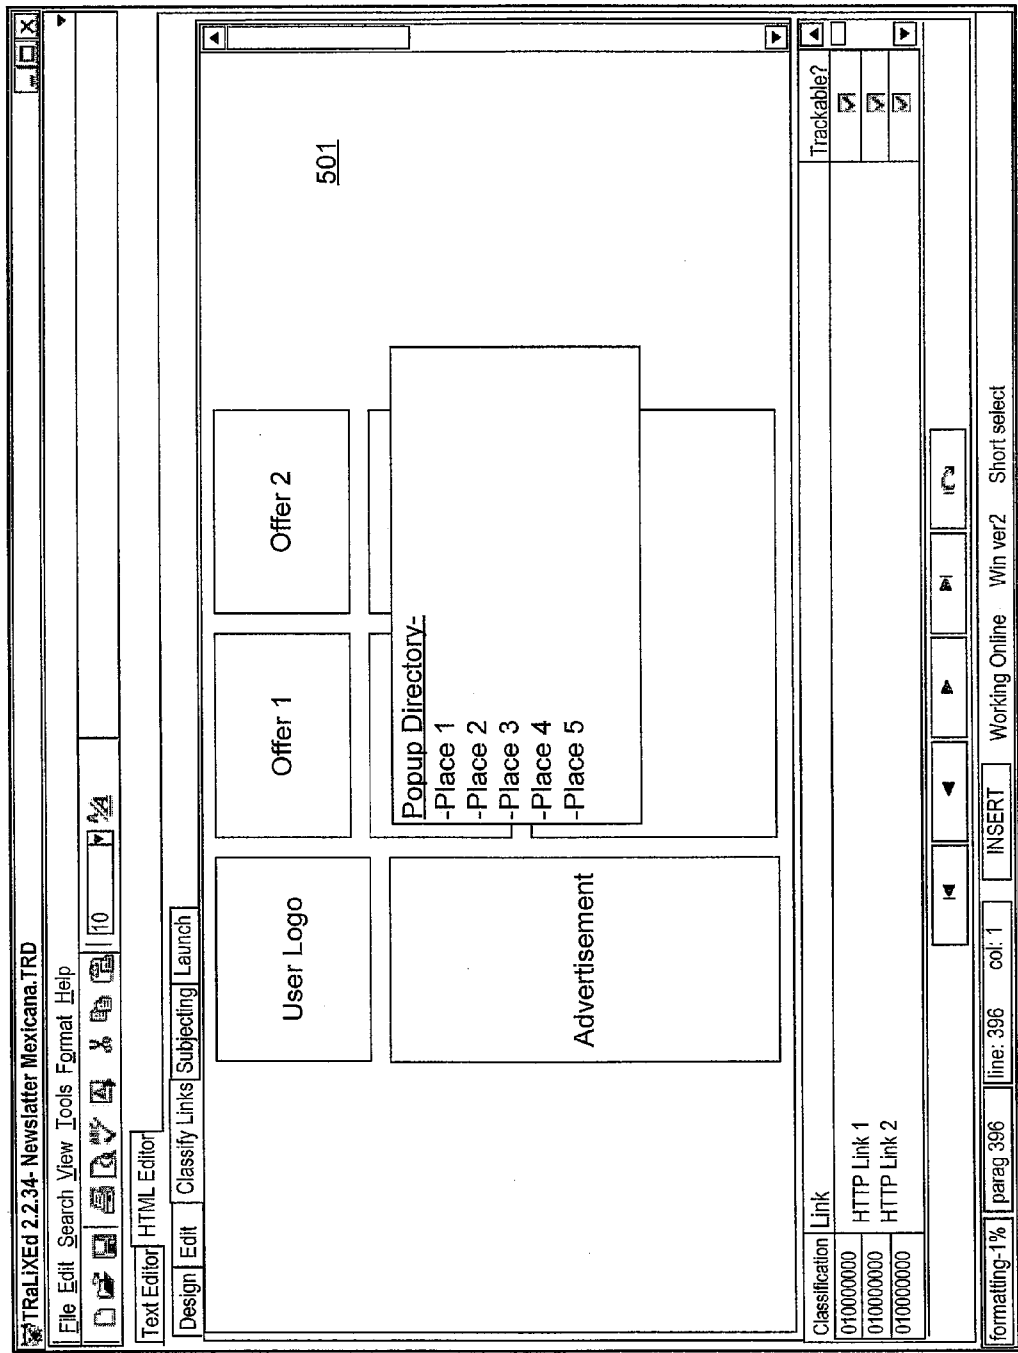 TRaLiXEd 2.2.34- Newslatter Mexicana.TRD
File Edit Search View Tools Format Help
10
Text Editor HTML Editor
Design Edit Classify Links Subjecting Launch
501
User Logo
Offer 1
Offer 2
Advertisement
Popup Directory-
-Place 1
-Place 2
-Place 3
-Place 4
-Place 5
Classification Link Trackable?
010000000
010000000 HTTP Link 1
010000000 HTTP Link 2
formatting-1% parag 396 line: 396 col: 1 INSERT Working Online Win ver2 Short select